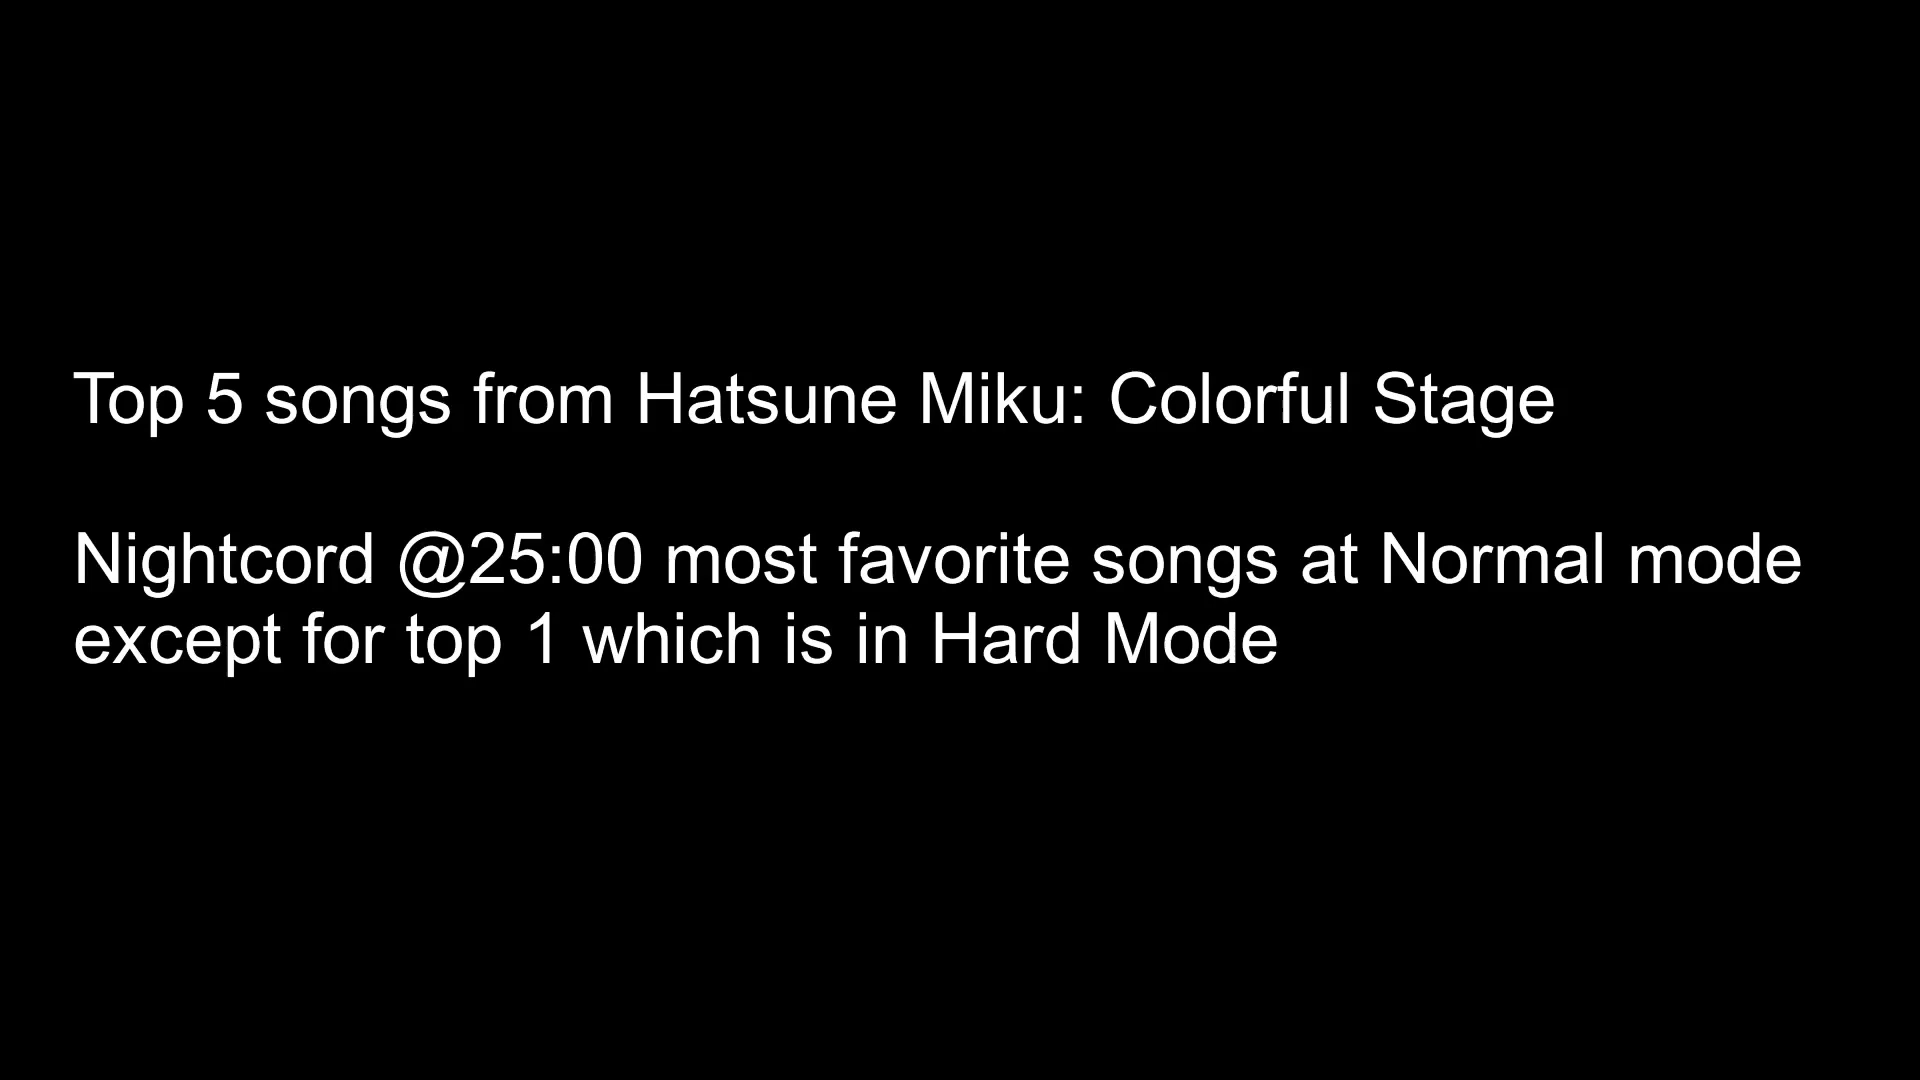 Top 5 songs from Hatsune Miku: Colorful Stage
Nightcord @25:00 most favorite songs at Normal mode
except for top 1 which is in Hard Mode